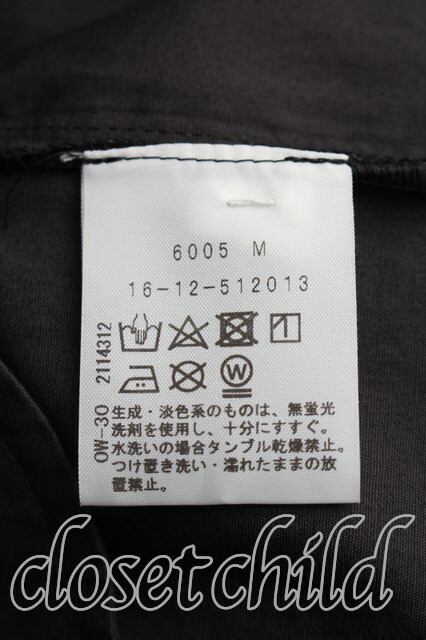 6005 M
16-12-512013
W
OW-30 2114312
生成・淡色系のものは、無蛍光
洗剤を使用し、十分にすすぐ。
水洗いの場合タンブル乾燥禁止。
つけ置き洗い・濡れたままの放
置禁止。
closet child